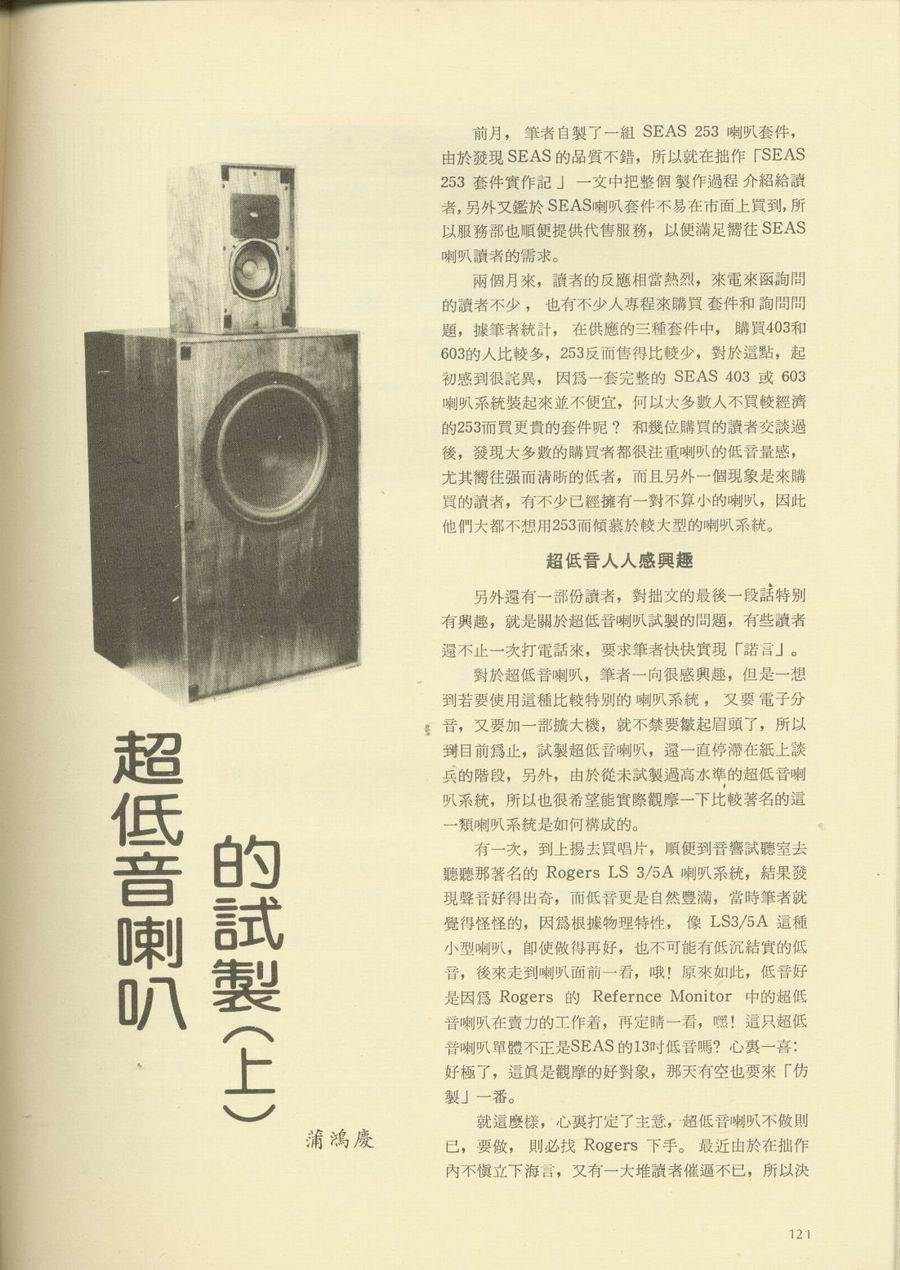 超低音喇叭
的試製(上)
蒲鴻慶
前月，筆者自製了一組 SEAS 253 喇叭套件，
由於發現 SEAS 的品質不錯，所以就在拙作「SEAS
253 套件實作記」一文中把整個製作過程介紹給讀
者，另外又鑑於 SEAS喇叭套件不易在市面上買到，所
以服務部也順便提供代售服務，以便滿足嚮往 SEAS
喇叭讀者的需求。
兩個月來，讀者的反應相當熱烈，來電來函詢問
的讀者不少，也有不少人專程來購買套件和詢問問
題，據筆者統計，在供應的三種套件中，購買403和
603的人比較多，253反而售得比較少，對於這點，起
初感到很詫異，因爲一套完整的 SEAS 403 或 603
喇叭系統裝起來並不便宜，何以大多數人不買較經濟
的253而買更貴的套件呢？和幾位購買的讀者交談過
後，發現大多數的購買者都很注重喇叭的低音量感，
尤其嚮往强而清晰的低者，而且另外一個現象是來購
買的讀者，有不少已經擁有一對不算小的喇叭，因此
他們大都不想用253而傾慕於較大型的喇叭系統。
超低音人人感興趣
另外還有一部份讀者，對拙文的最後一段話特別
有興趣，就是關於超低音喇叭試製的問題，有些讀者
還不止一次打電話來，要求筆者快快實現「諾言」。
對於超低音喇叭，筆者一向很感興趣，但是一想
到若要使用這種比較特別的喇叭系統，又要電子分
音，又要加一部擴大機，就不禁要皺起眉頭了，所以
到目前爲止，試製超低音喇叭，還一直停滯在紙上談
兵的階段，另外，由於從未試製過高水準的超低音喇
叭系統，所以也很希望能實際觀摩一下比較著名的這
一類喇叭系統是如何構成的。
有一次，到上揚去買唱片，順便到音響試聽室去
聽聽那著名的 Rogers LS 3/5A 喇叭系統，結果發
現聲音好得出奇，而低音更是自然豐滿，當時筆者就
覺得怪怪的，因爲根據物理特性，像 LS3/5A 這種
小型喇叭，卽使做得再好，也不可能有低沉結實的低
音，後來走到喇叭面前一看，哦！原來如此，低音好
是因爲 Rogers 的 Refernce Monitor 中的超低
音喇叭在賣力的工作着，再定睛一看，嘿！這只超低
音喇叭單體不正是SEAS的13吋低音嗎？心裏一喜：
好極了，這眞是觀摩的好對象，那天有空也要來「仿
製」一番。
就這麼樣，心裏打定了主意，超低音喇叭不做則
已，要做，則必找 Rogers 下手。最近由於在拙作
內不愼立下海言，又有一大堆讀者催逼不已，所以決
121